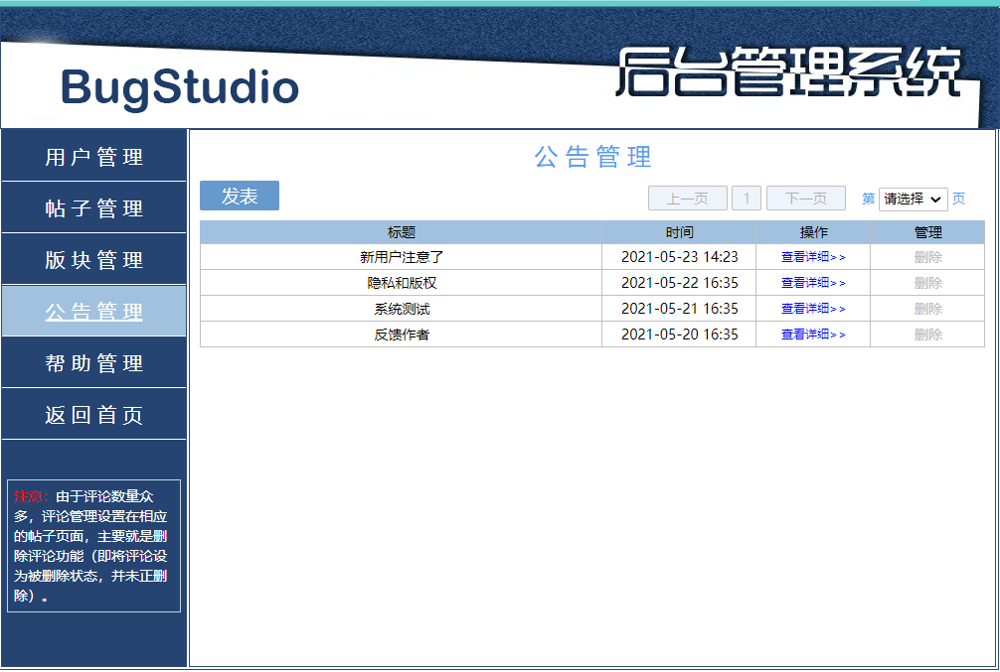 BugStudio
后台管理系统
用户管理
帖子管理
版块管理
公告管理
帮助管理
返回首页
注意：由于评论数量众
多，评论管理设置在相应
的帖子页面，主要就是删
除评论功能（即将评论设
为被删除状态，并未正删
除）。
公告管理
发表
上一页 1 下一页 第 请选择 页
标题 时间 操作 管理
新用户注意了 2021-05-23 14:23 查看详细>> 删除
隐私和版权 2021-05-22 16:35 查看详细>> 删除
系统测试 2021-05-21 16:35 查看详细>> 删除
反馈作者 2021-05-20 16:35 查看详细>> 删除